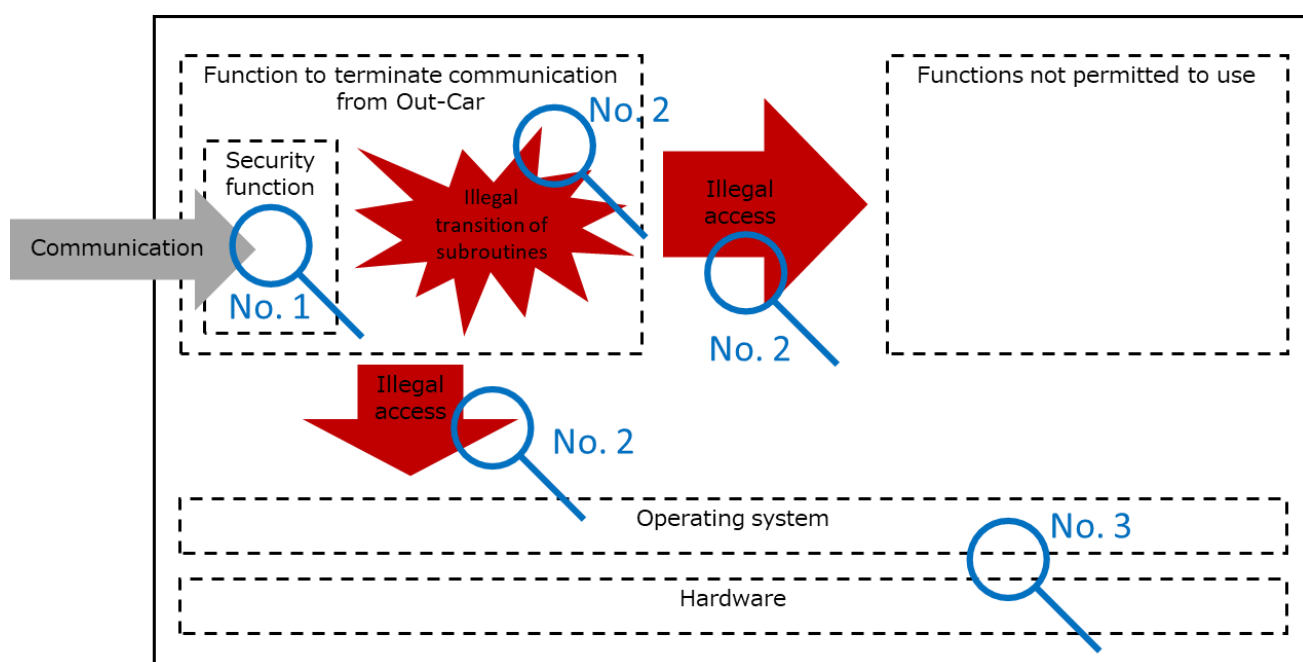 Function to terminate communication
from Out-Car
Functions not permitted to use
No. 2
Security
function
Illegal
transition of
subroutines
Illegal
access
Communication
No. 1
No. 2
Illegal
access
No. 2
Operating system
No. 3
Hardware